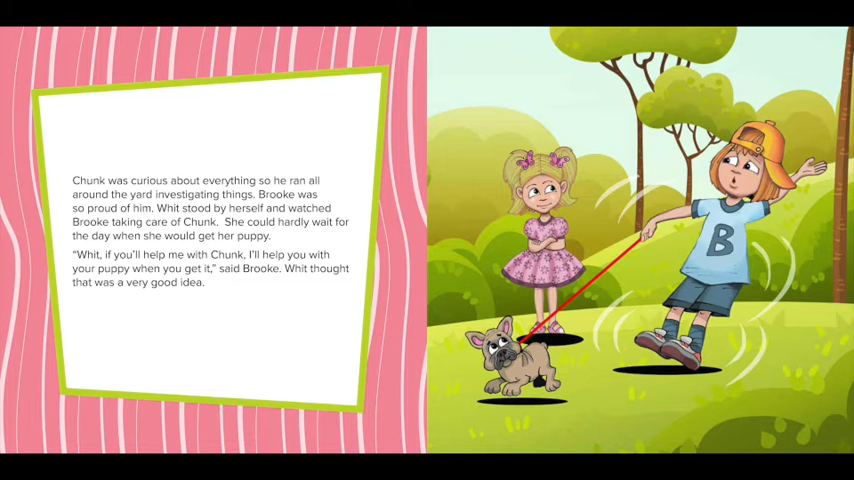 Chunk was curious about everything so he ran all
around the yard investigating things. Brooke was
so proud of him. Whit stood by herself and watched
Brooke taking care of Chunk.  She could hardly wait for
the day when she would get her puppy.
“Whit, if you’ll help me with Chunk, I’ll help you with
your puppy when you get it,” said Brooke. Whit thought
that was a very good idea.
B